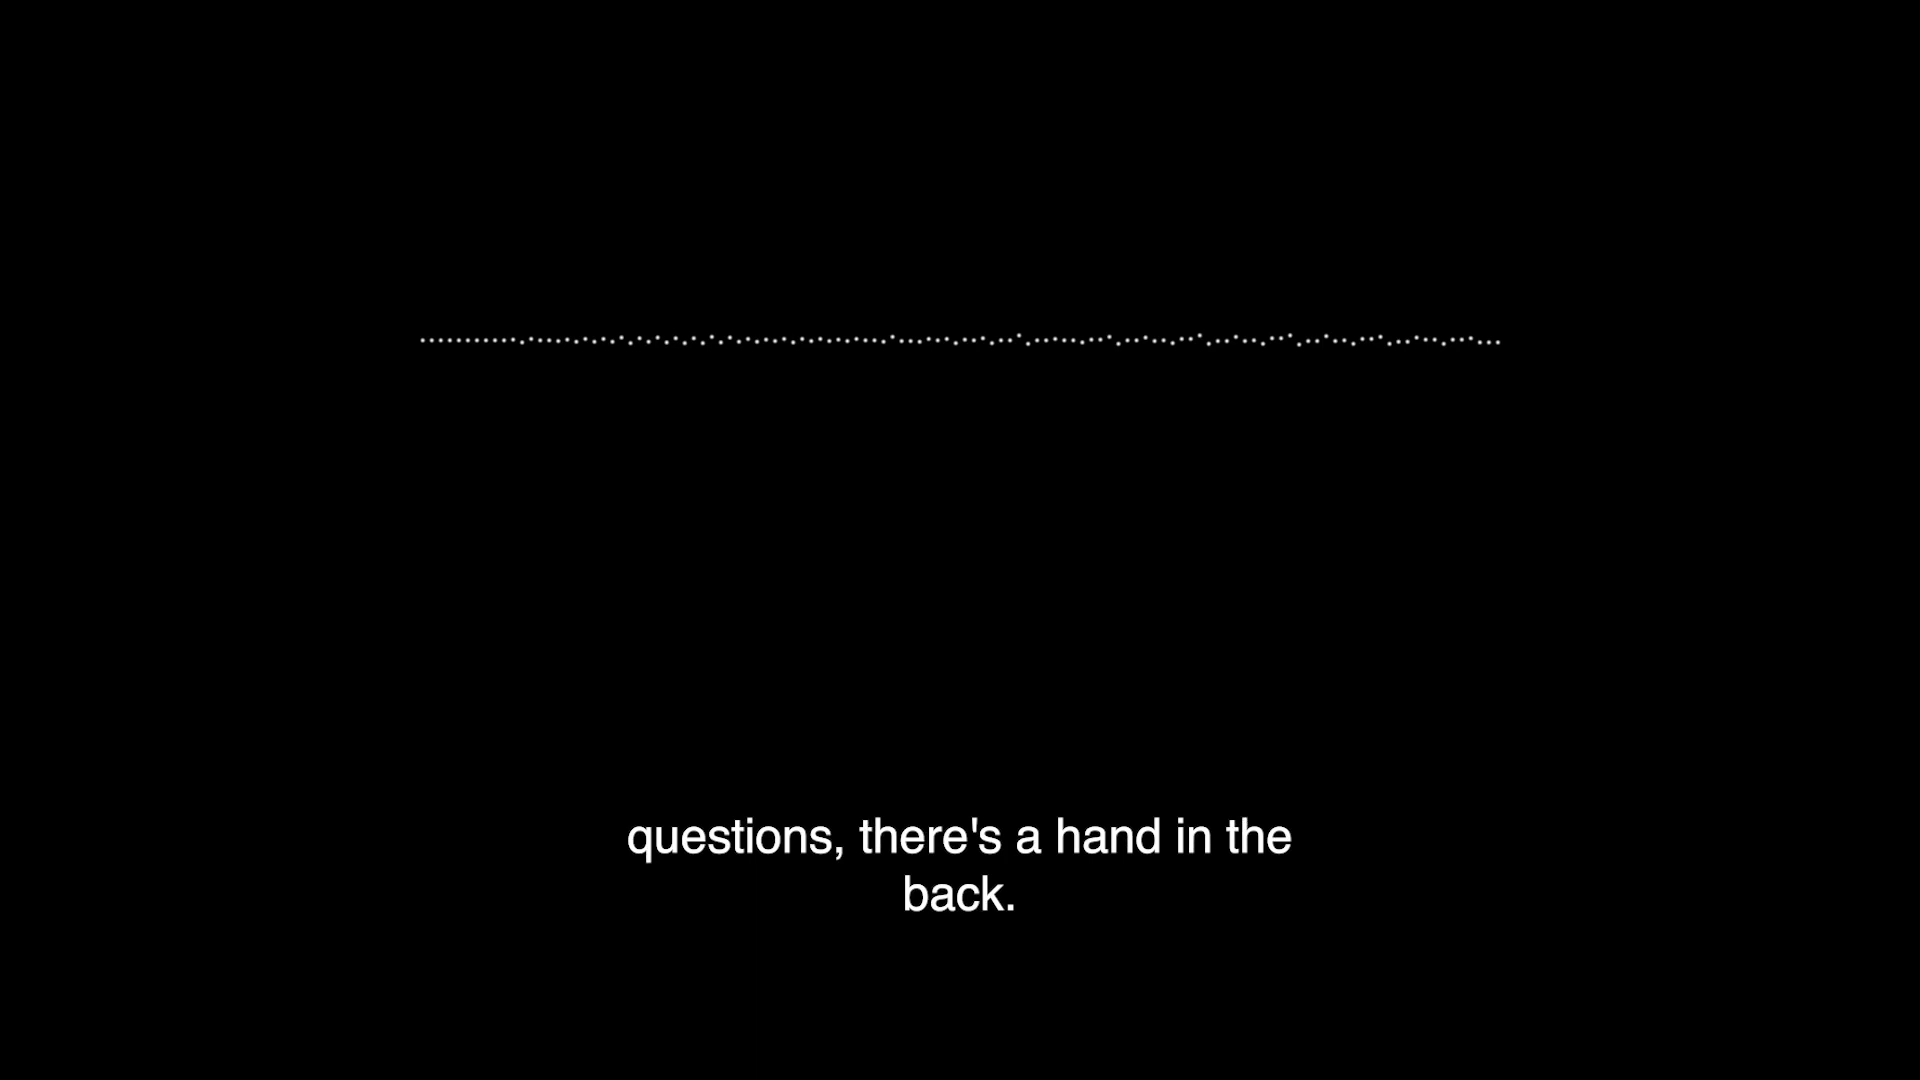 questions, there's a hand in the
back.